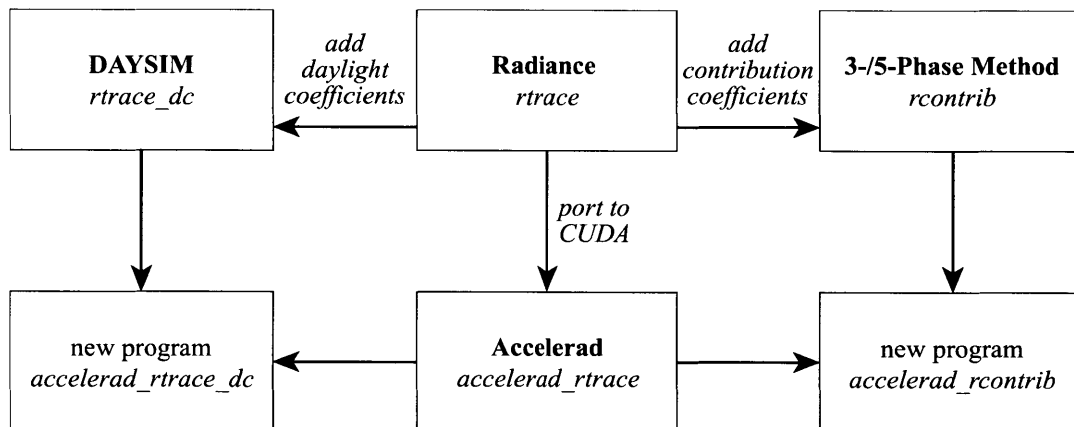 DAYSIM
rtrace_dc
add
daylight
coefficients
Radiance
rtrace
add
contribution
coefficients
3-/5-Phase Method
rcontrib
port to
CUDA
new program
accelerad_rtrace_dc
Accelerad
accelerad_rtrace
new program
accelerad_rcontrib